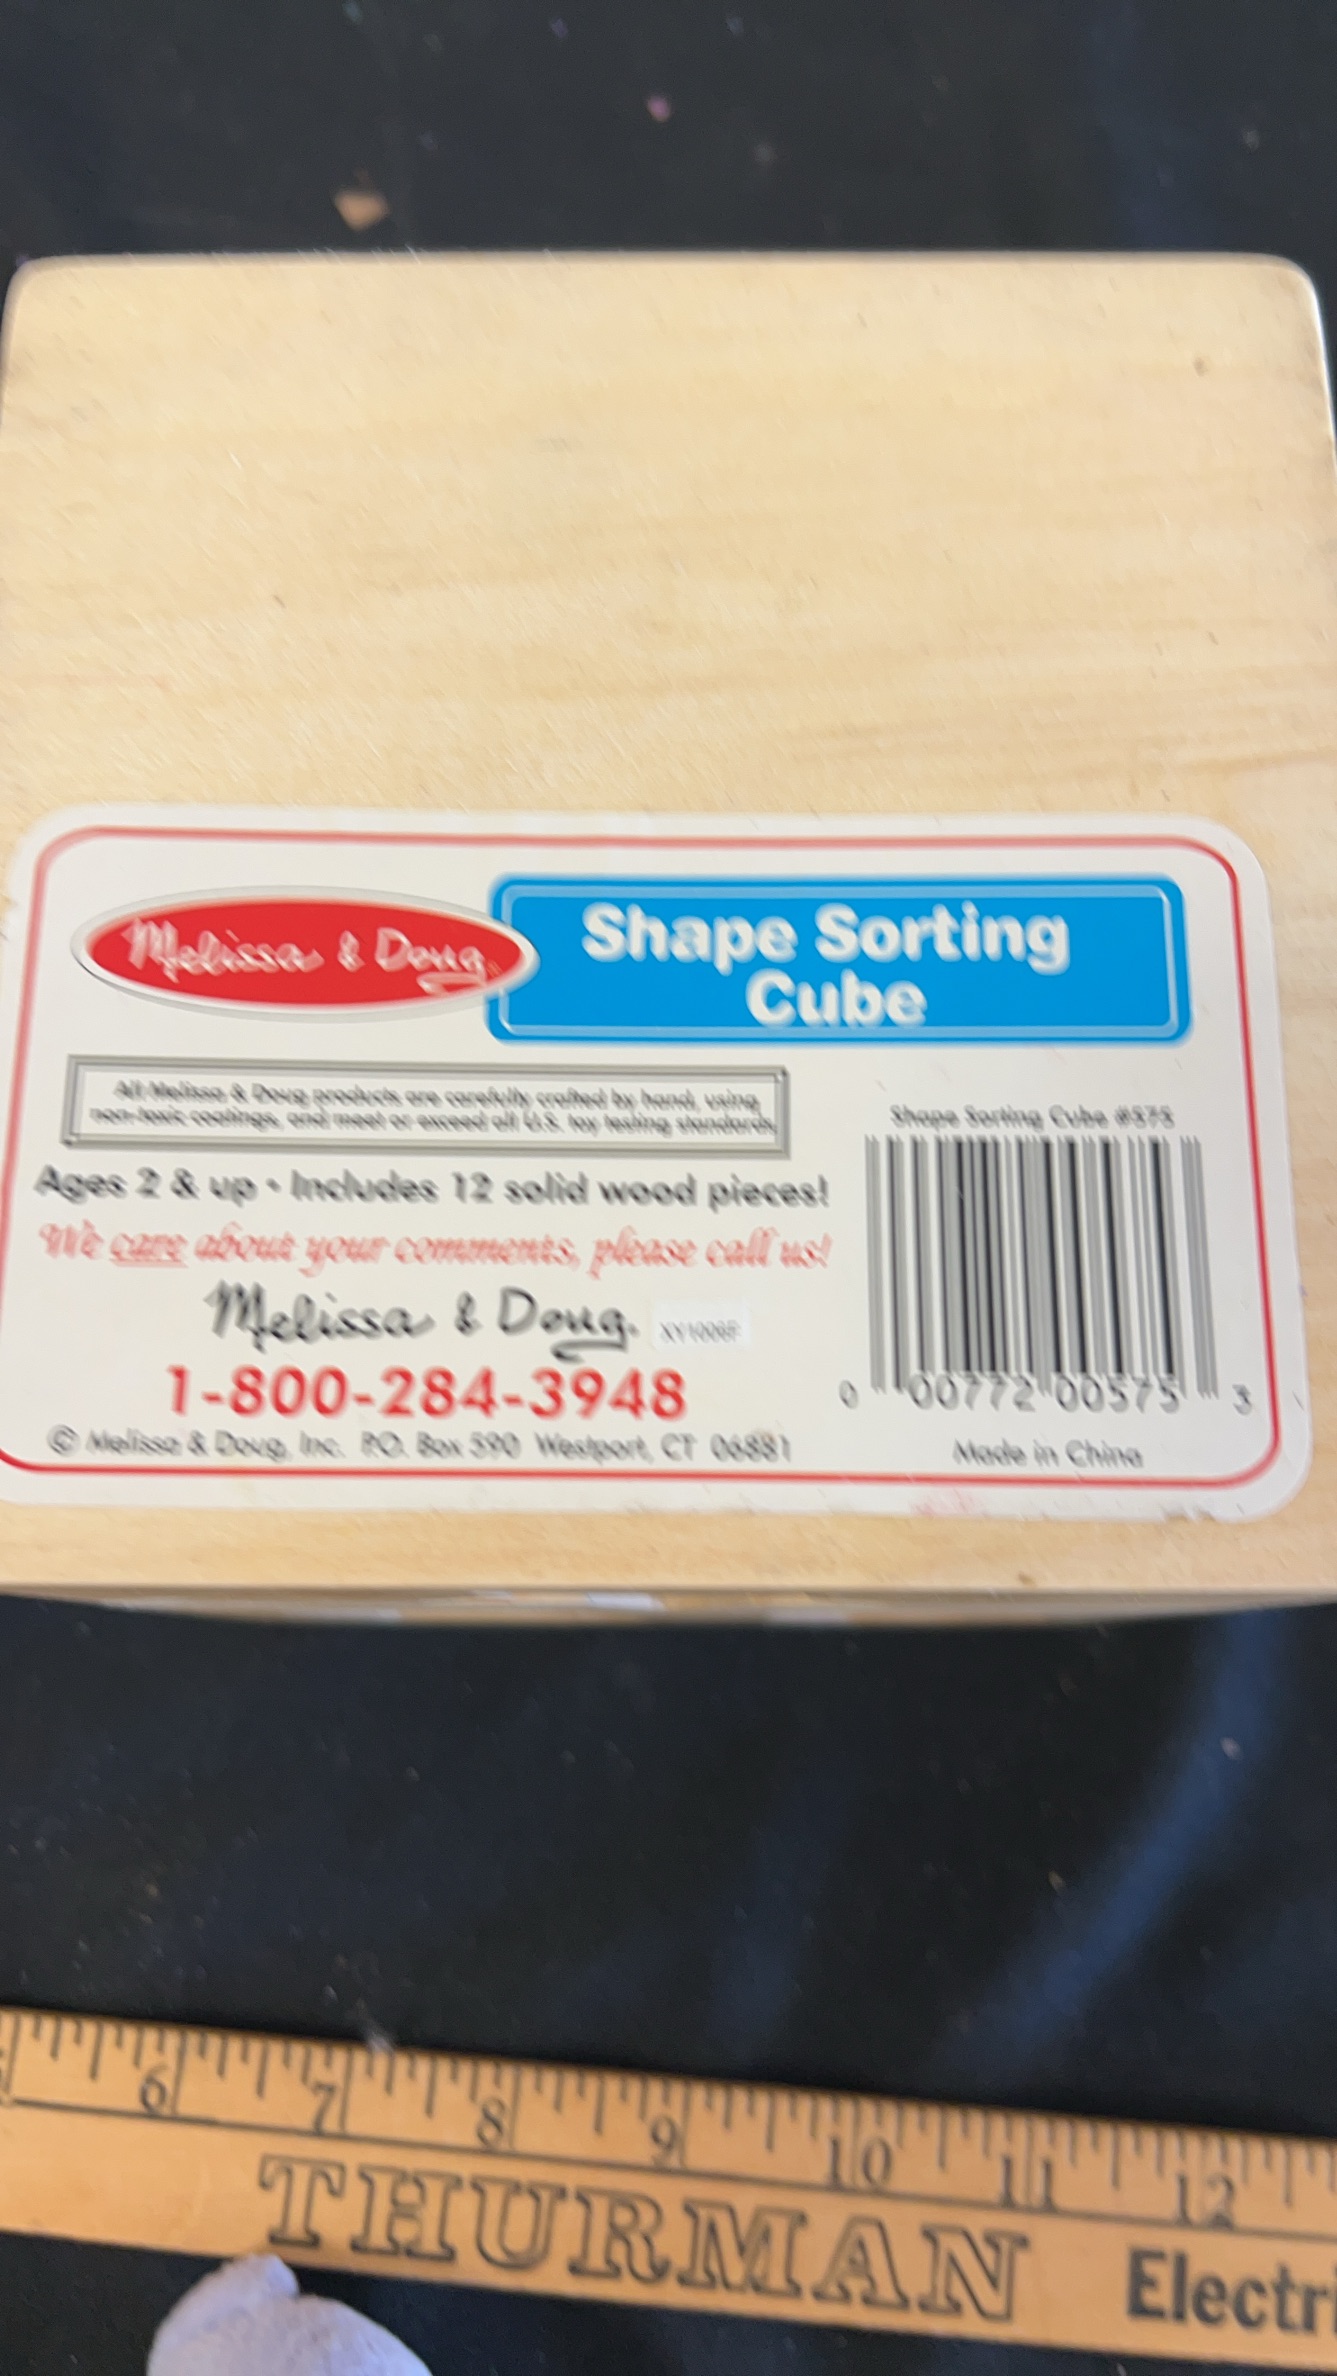 Melissa & Doug
Shape Sorting
Cube
All Melissa & Doug products are carefully crafted by hand, using
non-toxic coatings, and meet or exceed all U.S. toy testing standards.
Shape Sorting Cube #575
Ages 2 & up • Includes 12 solid wood pieces!
We care about your comments, please call us!
Melissa & Doug.
1-800-284-3948
0 00772 00575 3
© Melissa & Doug, Inc. P.O. Box 590 Westport, CT 06881
Made in China
6 7 8 9 10 11 12
THURMAN Electri